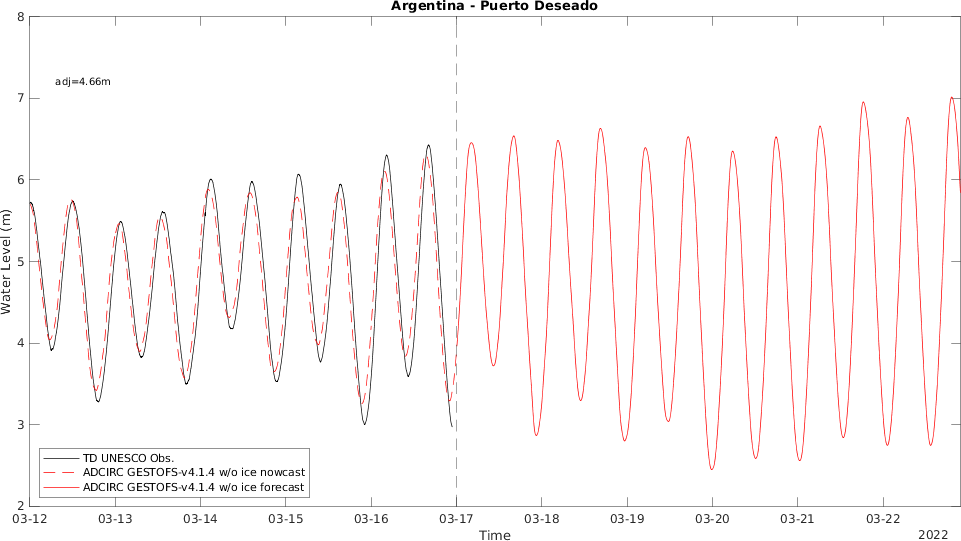 Argentina - Puerto Deseado
8
adj=4.66m
7
6
5
4
3
2
Water Level (m)
TD UNESCO Obs.
ADCIRC GESTOFS-v4.1.4 w/o ice nowcast
ADCIRC GESTOFS-v4.1.4 w/o ice forecast
03-12 03-13 03-14 03-15 03-16 03-17 03-18 03-19 03-20 03-21 03-22
Time
2022